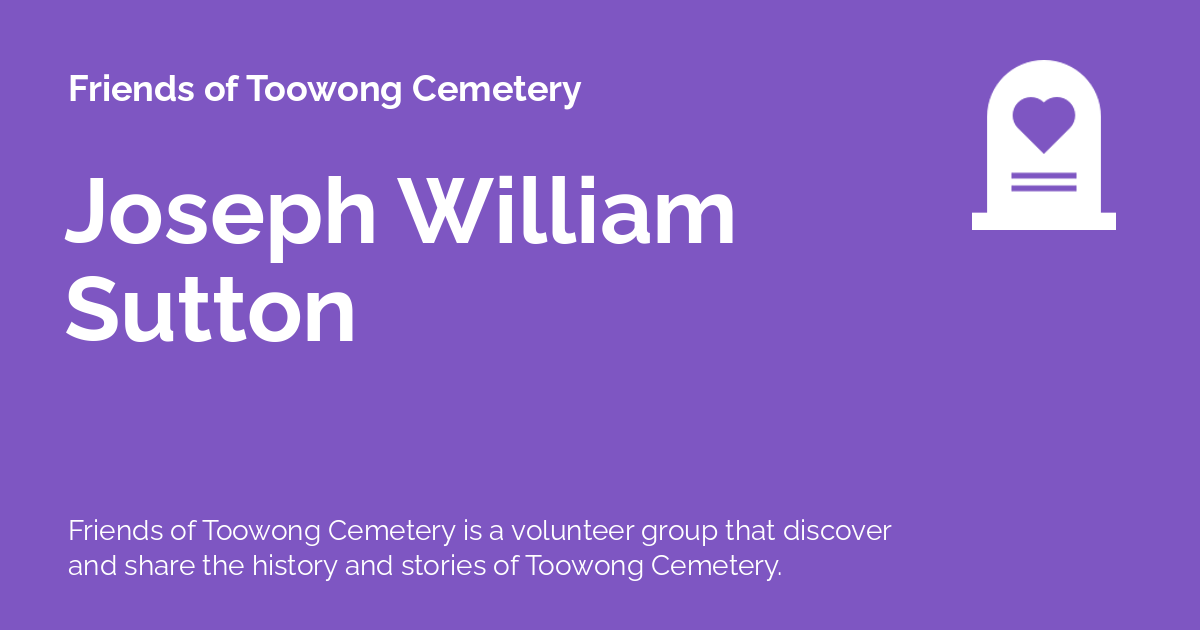 Friends of Toowong Cemetery
Joseph William
Sutton
Friends of Toowong Cemetery is a volunteer group that discover
and share the history and stories of Toowong Cemetery.